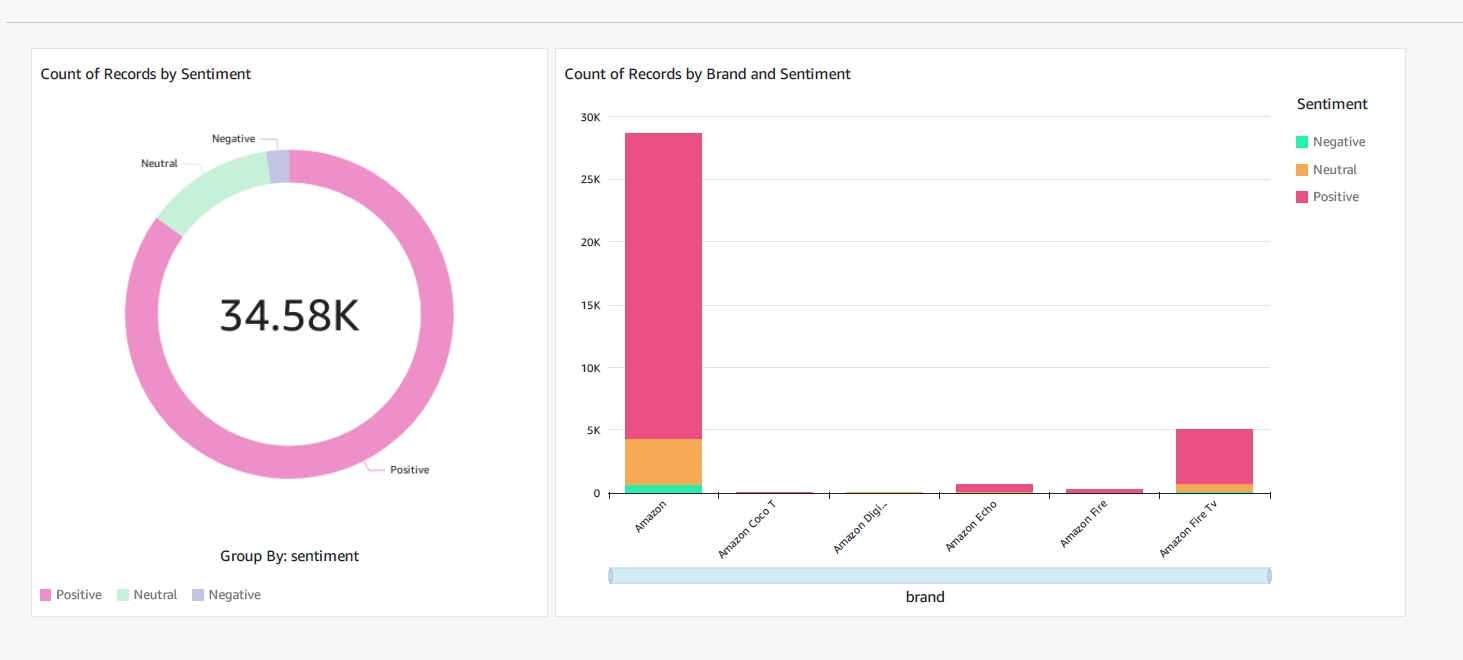 Count of Records by Sentiment
Negative
Neutral
34.58K
Positive
Group By: sentiment
Positive Neutral Negative
Count of Records by Brand and Sentiment
30K
25K
20K
15K
10K
5K
0
Amazon
Amazon Coco T
Amazon Digi...
Amazon Echo
Amazon Fire
Amazon Fire Tv
brand
Sentiment
Negative
Neutral
Positive